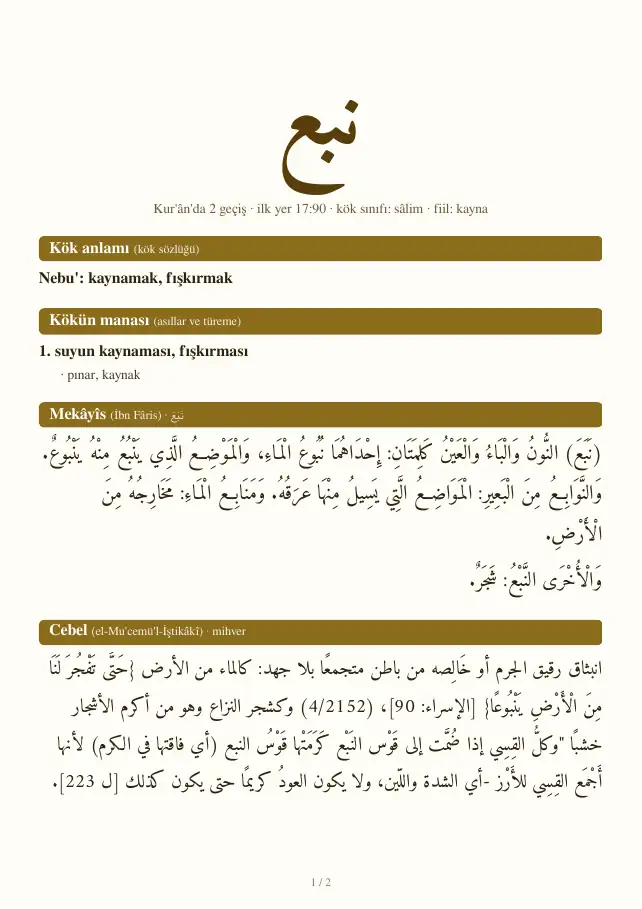 نبع
Kur'ân'da 2 geçiş · ilk yer 17:90 · kök sınıfı: sâlim · fiil: kayna
Kök anlamı (kök sözlüğü)
Nebu': kaynamak, fışkırmak
Kökün manası (asıllar ve türeme)
1. suyun kaynaması, fışkırması
· pınar, kaynak
Mekâyîs (İbn Fâris) · نَبَعَ
(نَبَعَ) النُّونُ وَالْبَاءُ وَالْعَيْنُ كَلِمَتَانِ: إِحْدَاهُمَا نُبُوعُ الْمَاءِ، وَالْمَوْضِعُ الَّذِي يَنْبُعُ مِنْهُ يَنْبُوعٌ.
وَالنَّوَابِعُ مِنَ الْبَعِيرِ: الْمَوَاضِعُ الَّتِي يَسِيلُ مِنْهَا عَرَقُهُ. وَمَنَابِعُ الْمَاءِ: مَخَارِجُهُ مِنَ
الْأَرْضِ.
وَالْأُخْرَى النَّبْعُ: شَجَرٌ.
Cebel (el-Mu'cemü'l-İştikâkî) · mihver
انبثاق رقيق الجرم أو خَالِصه من باطن متجمعًا بلا جهد: كالماء من الأرض {حَتَّى تَفْجُرَ لَنَا
مِنَ الْأَرْضِ يَنْبُوعًا} [الإسراء: 90]، (4/2152) وكشجر النزاع وهو من أكرم الأشجار
خشبًا "وكلُّ القِسِي إذا ضُمَّت إلى قَوْس النَبْع كَرَمَتْها قَوْسُ النبع (أي فاقتها في الكرم) لأنها
أَجْمَع القِسِي للأَرْز -أي الشدة واللّين، ولا يكون العودُ كريمًا حتى يكون كذلك [ل 223].
1 / 2